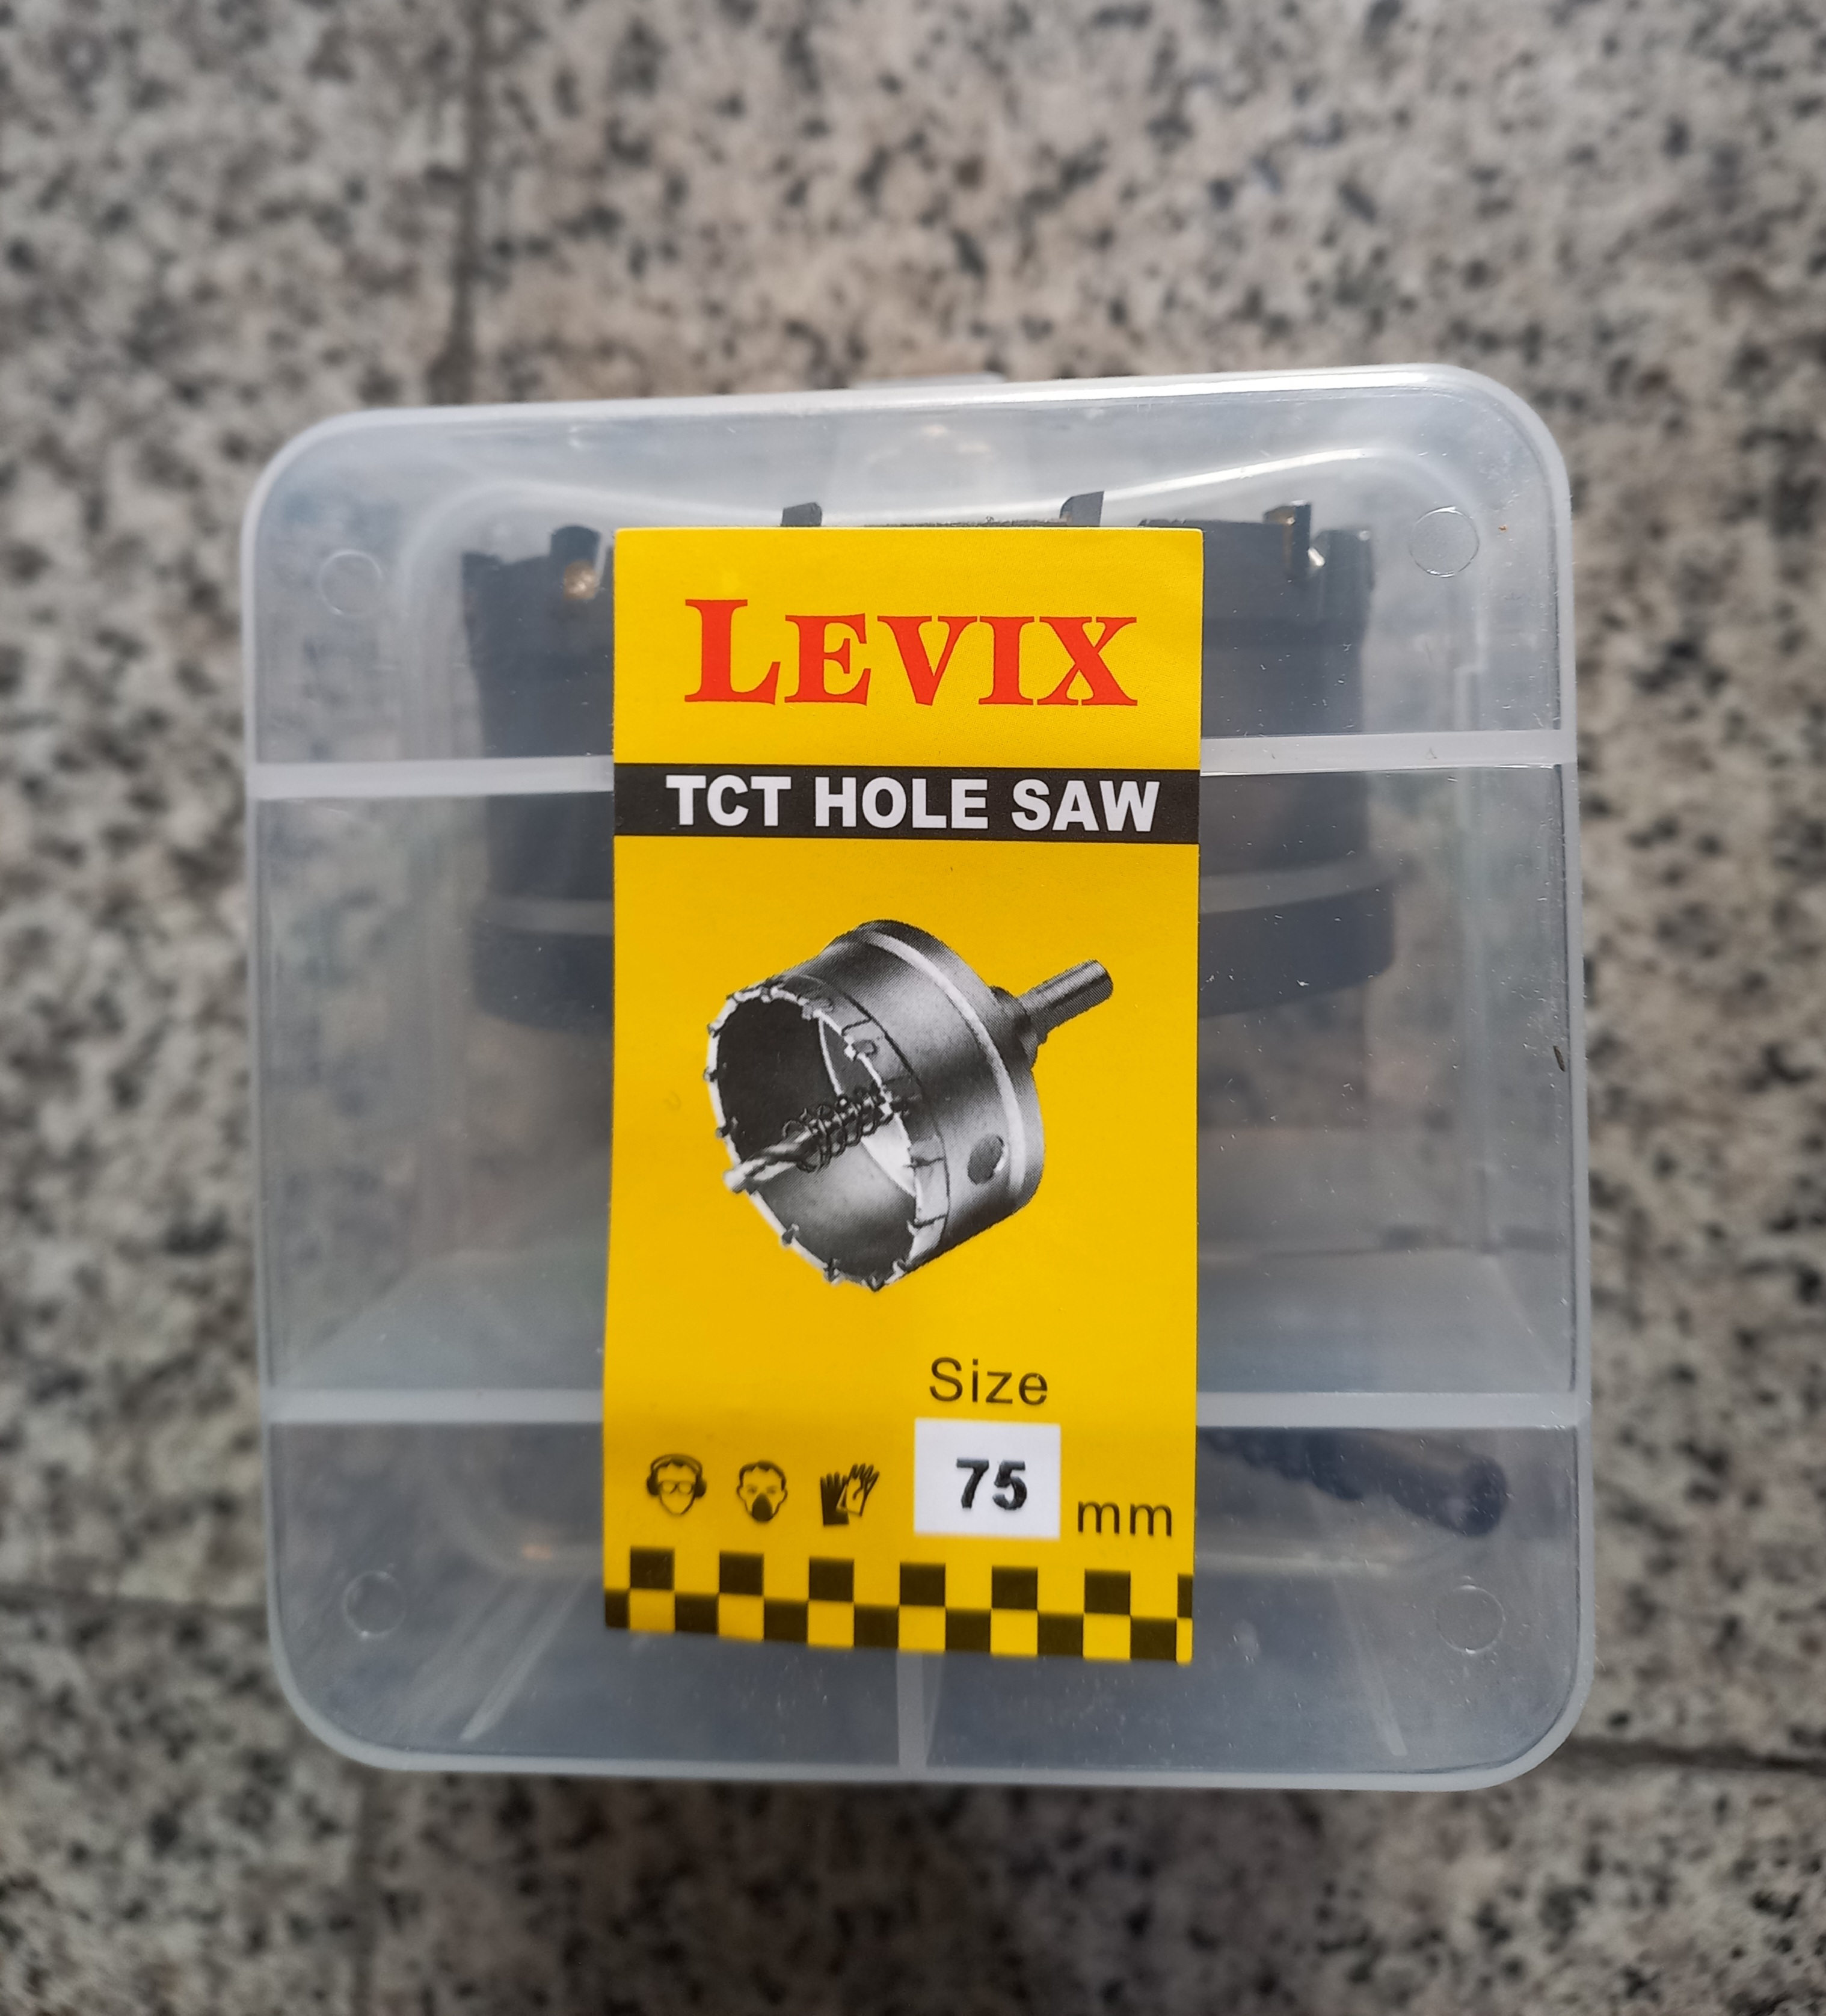 LEVIX
TCT HOLE SAW
Size
75 mm